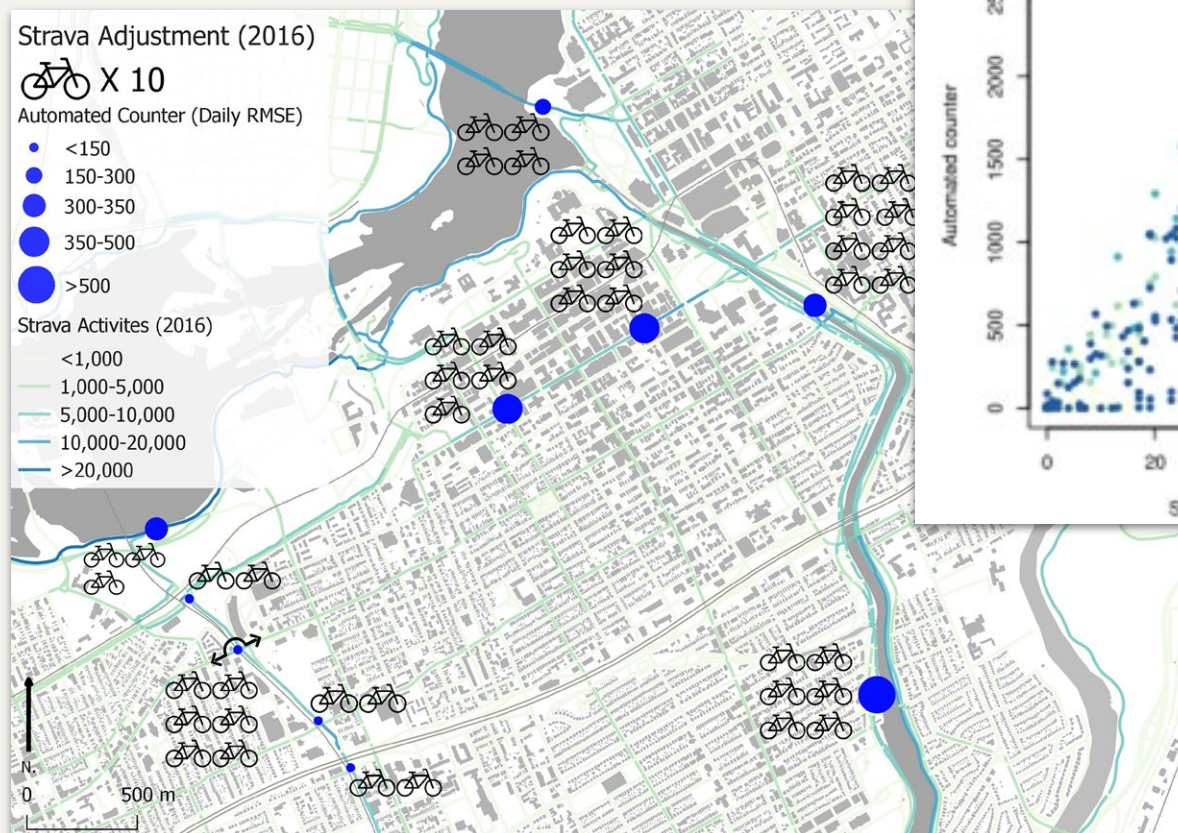 Strava Adjustment (2016)
X 10
Automated Counter (Daily RMSE)
<150
150-300
300-350
350-500
>500
Strava Activites (2016)
<1,000
1,000-5,000
5,000-10,000
10,000-20,000
>20,000
N.
0 500 m
Automated counter
2000
1500
1000
500
0
0 20